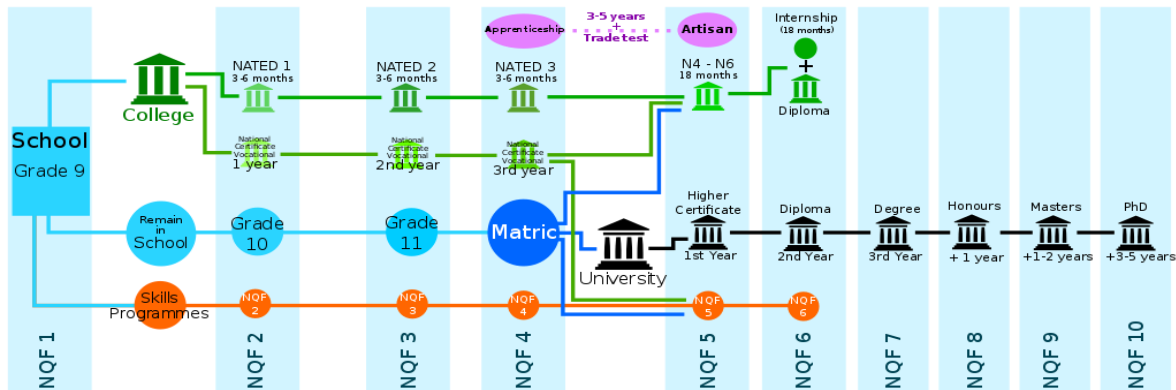 3-5 years
+
Trade test
Apprenticeship
Artisan
Internship
(18 months)
+
Diploma
NATED 1
3-6 months
NATED 2
3-6 months
NATED 3
3-6 months
N4 - N6
18 months
College
School
Grade 9
National
Certificate
Vocational
1 year
National
Certificate
Vocational
2nd year
National
Certificate
Vocational
3rd year
Remain
in
School
Grade
10
Grade
11
Matric
University
Higher
Certificate
1st Year
Diploma
2nd Year
Degree
3rd Year
Honours
+ 1 year
Masters
+1-2 years
PhD
+3-5 years
Skills
Programmes
NQF
2
NQF
3
NQF
4
NQF
5
NQF
6
NQF 1
NQF 2
NQF 3
NQF 4
NQF 5
NQF 6
NQF 7
NQF 8
NQF 9
NQF 10